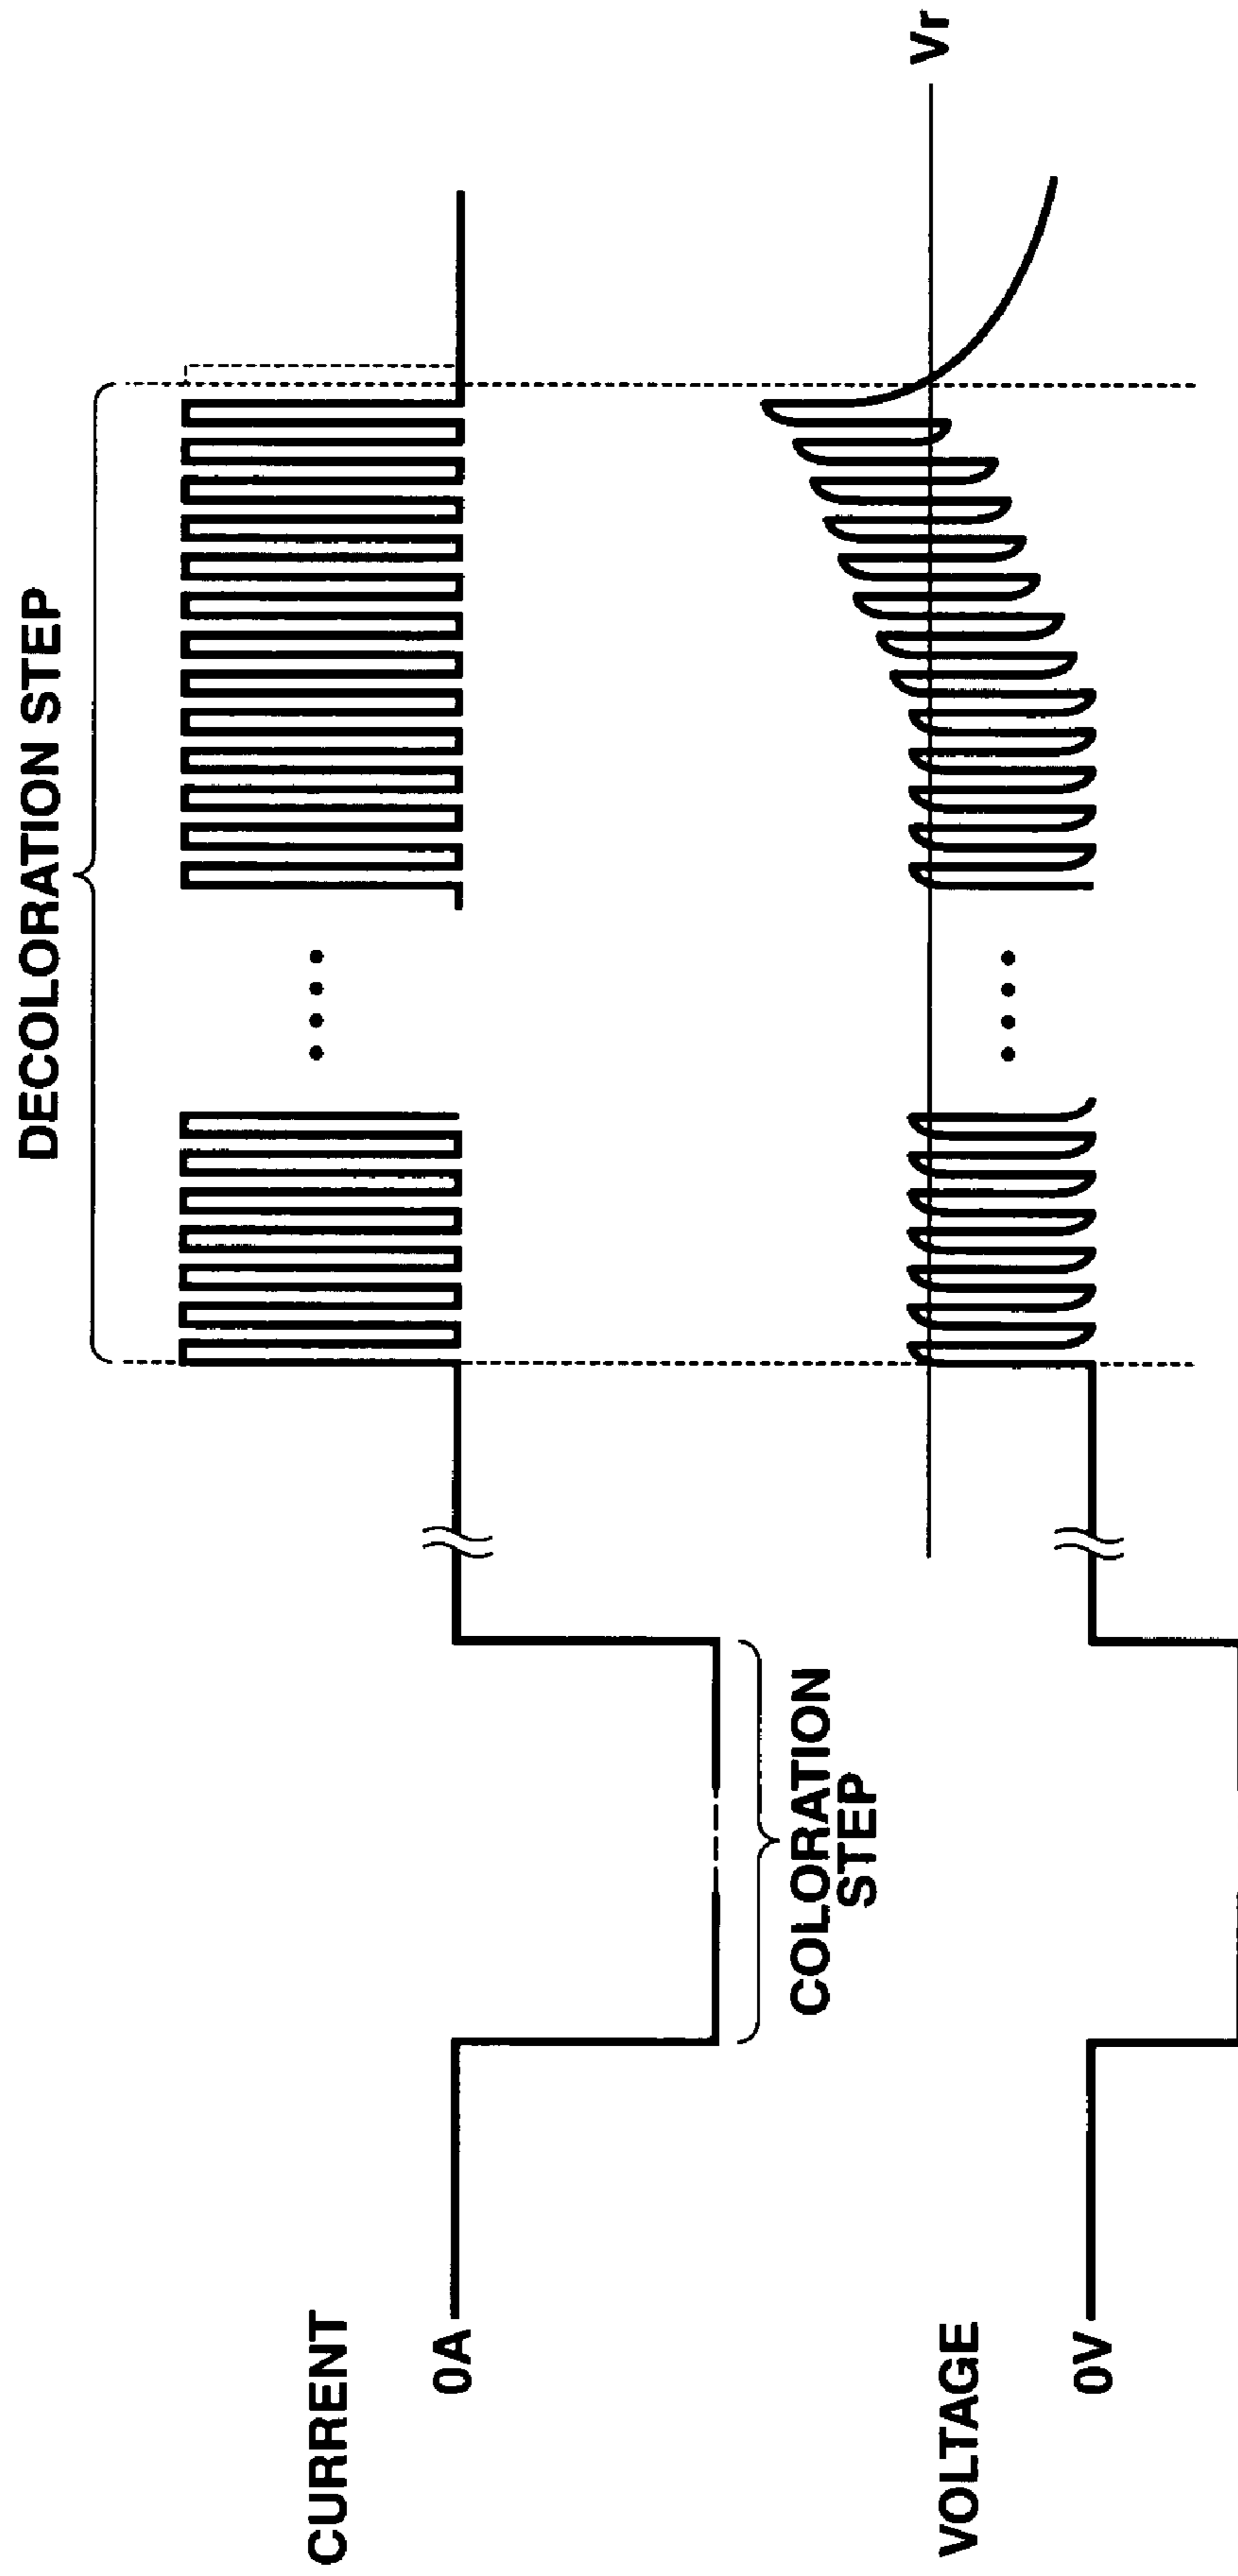 DECOLORATION STEP
CURRENT
0A
COLORATION
STEP
Vr
VOLTAGE
0V